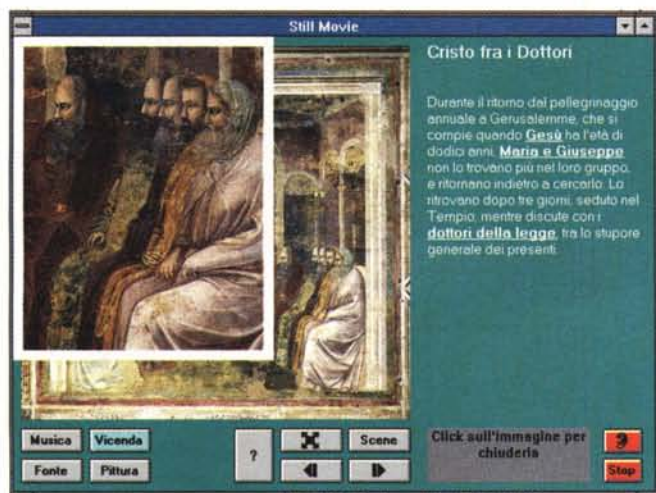 Still Movie
Cristo fra i Dottori
Durante il ritorno dal pellegrinaggio
annuale a Gerusalemme, che si
compie quando Gesù ha l'età di
dodici anni, Maria e Giuseppe
non lo trovano più nel loro gruppo,
e ritornano indietro a cercarlo. Lo
ritrovano dopo tre giorni, seduto nel
Tempio, mentre discute con i
dottori della legge, tra lo stupore
generale dei presenti.
Musica
Vicenda
?
Scene
Click sull'immagine per
chiuderla
Fonte
Pittura
Stop